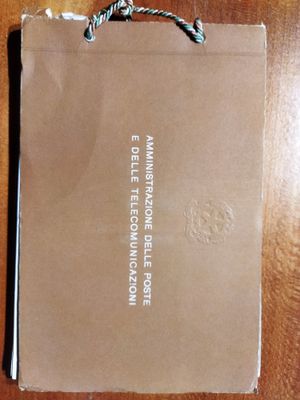 AMMINISTRAZIONE DELLE POSTE
E DELLE TELECOMUNICAZIONI